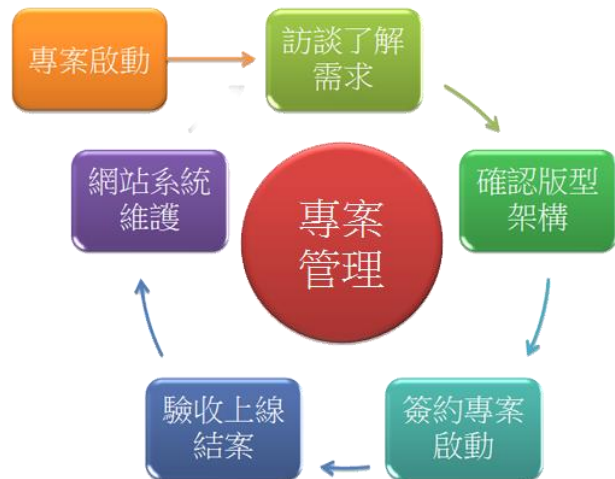 專案啟動
訪談了解
需求
確認版型
架構
簽約專案
啟動
驗收上線
結案
網站系統
維護
專案
管理